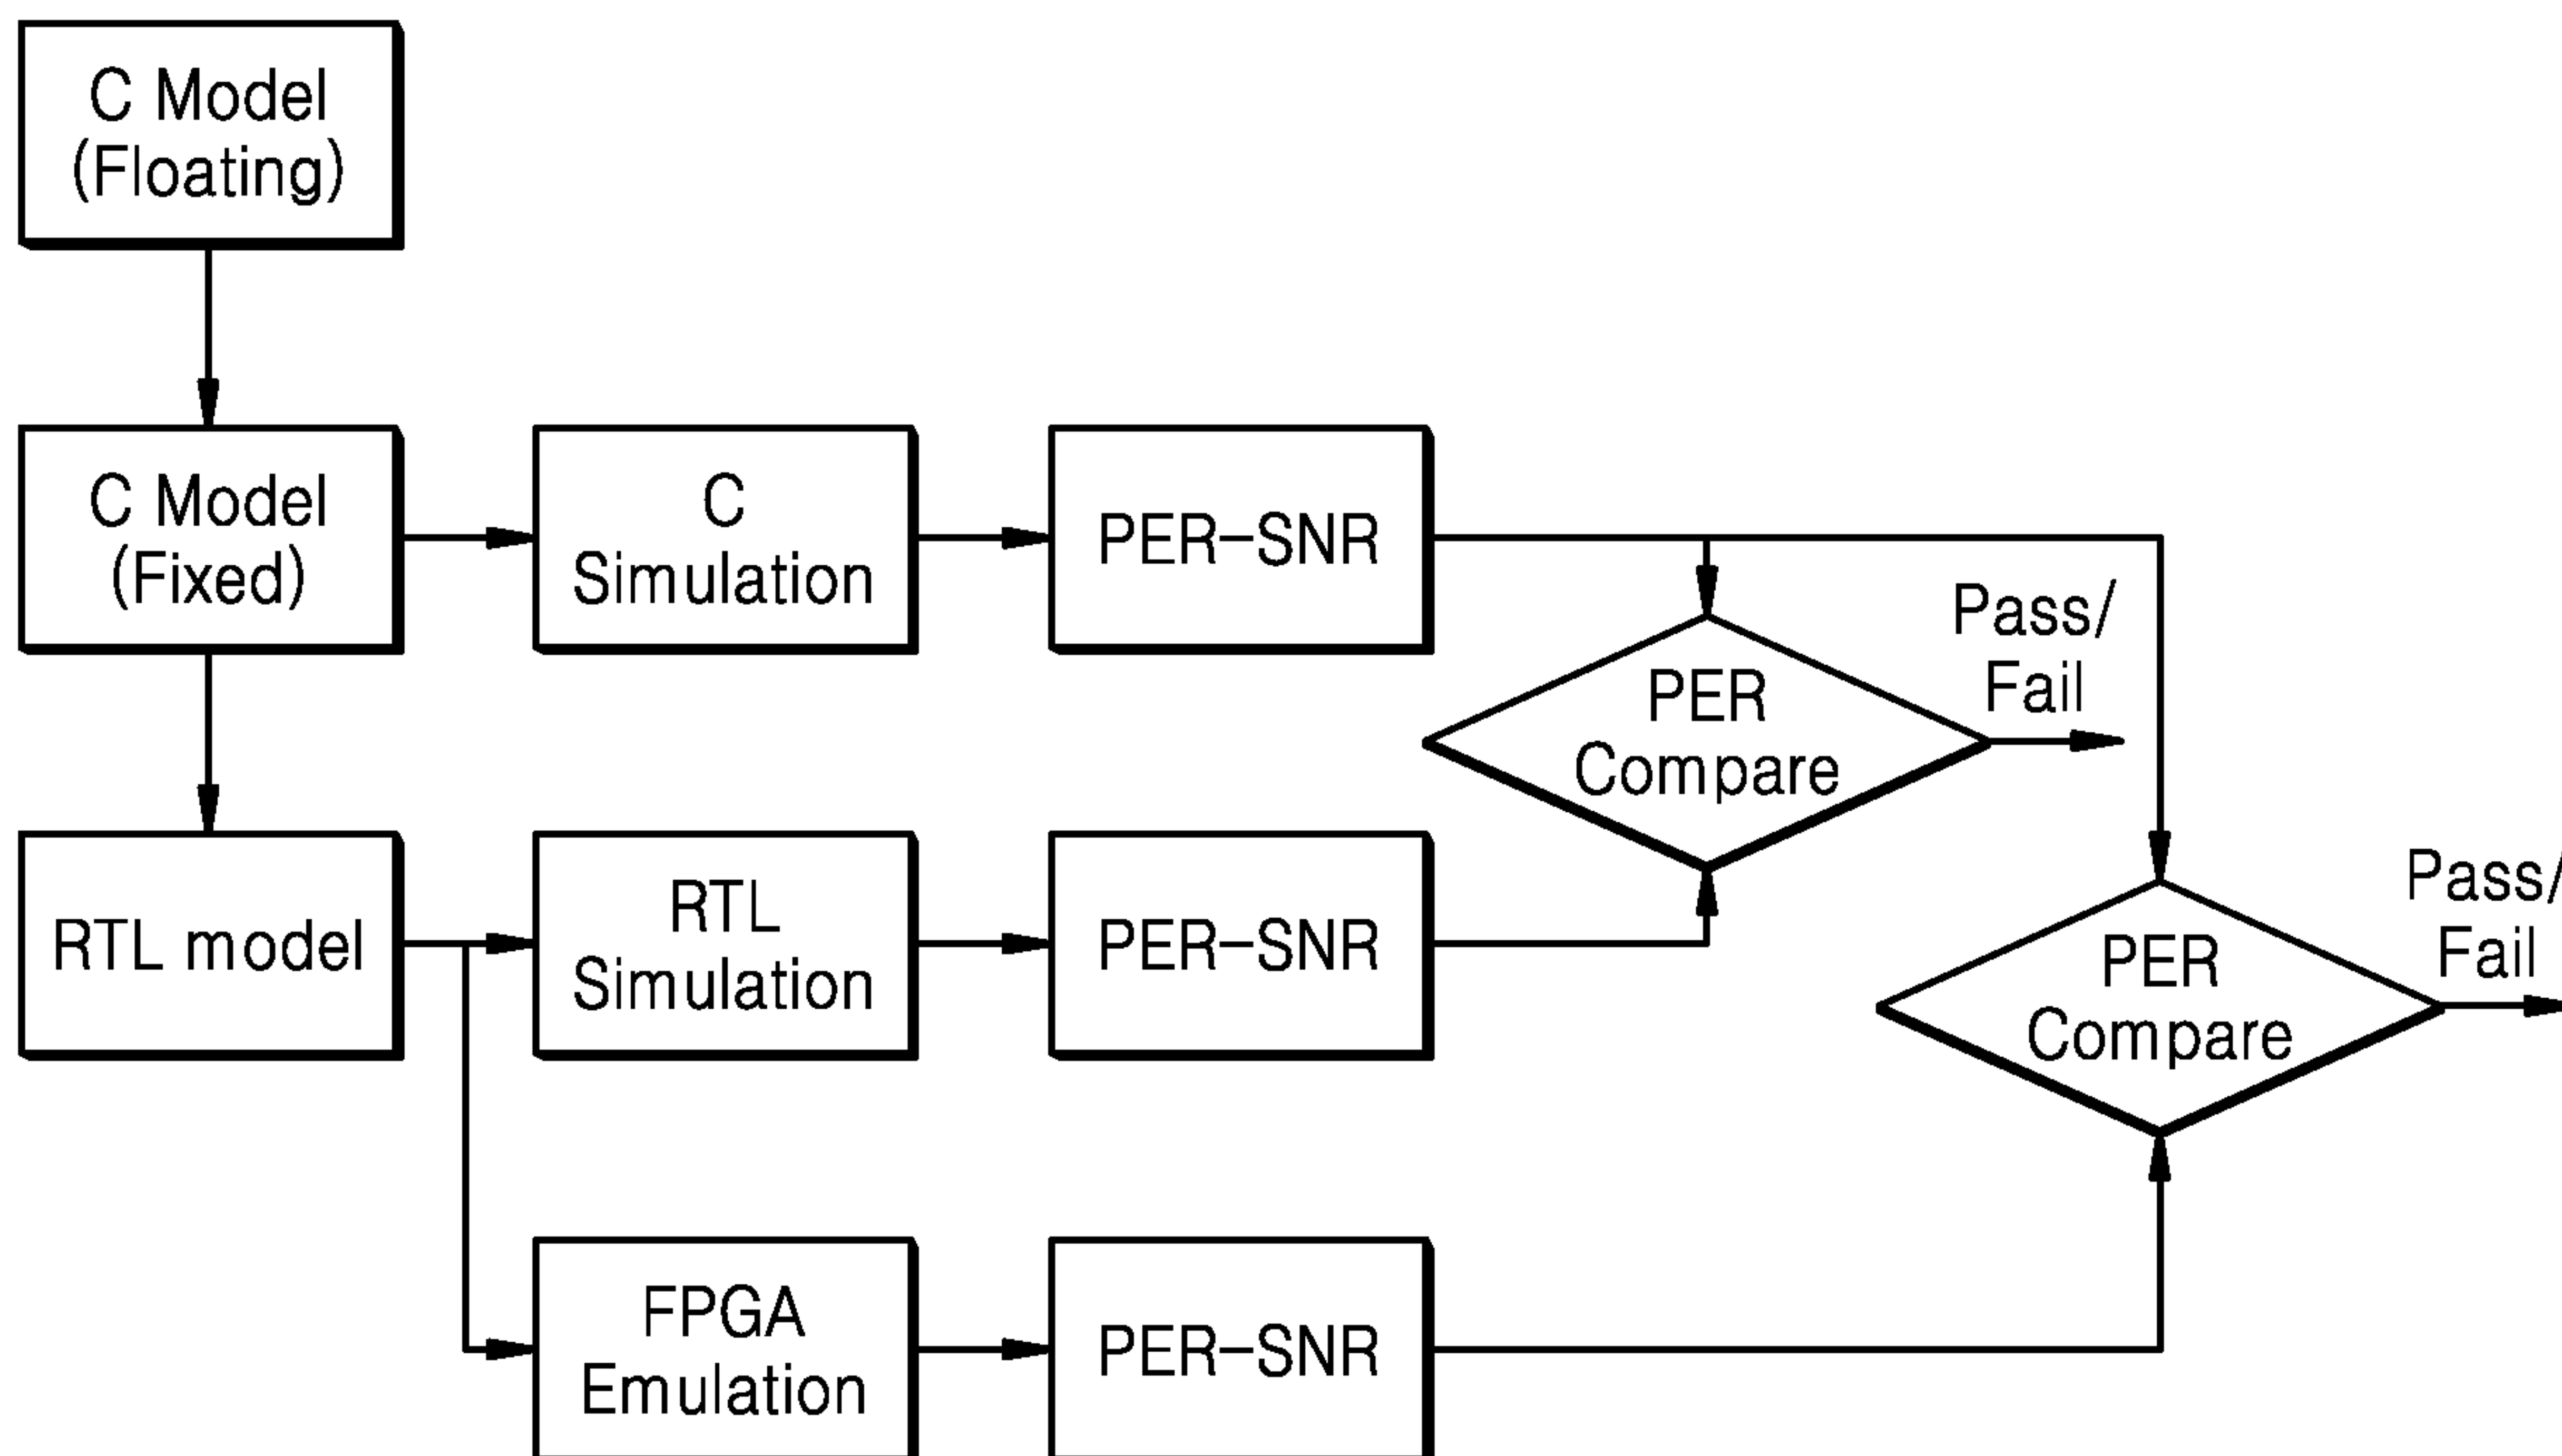 C Model
(Floating)
C Model
(Fixed)
C
Simulation
PER-SNR
Pass/
Fail
PER
Compare
RTL model
RTL
Simulation
PER-SNR
Pass/
Fail
PER
Compare
FPGA
Emulation
PER-SNR